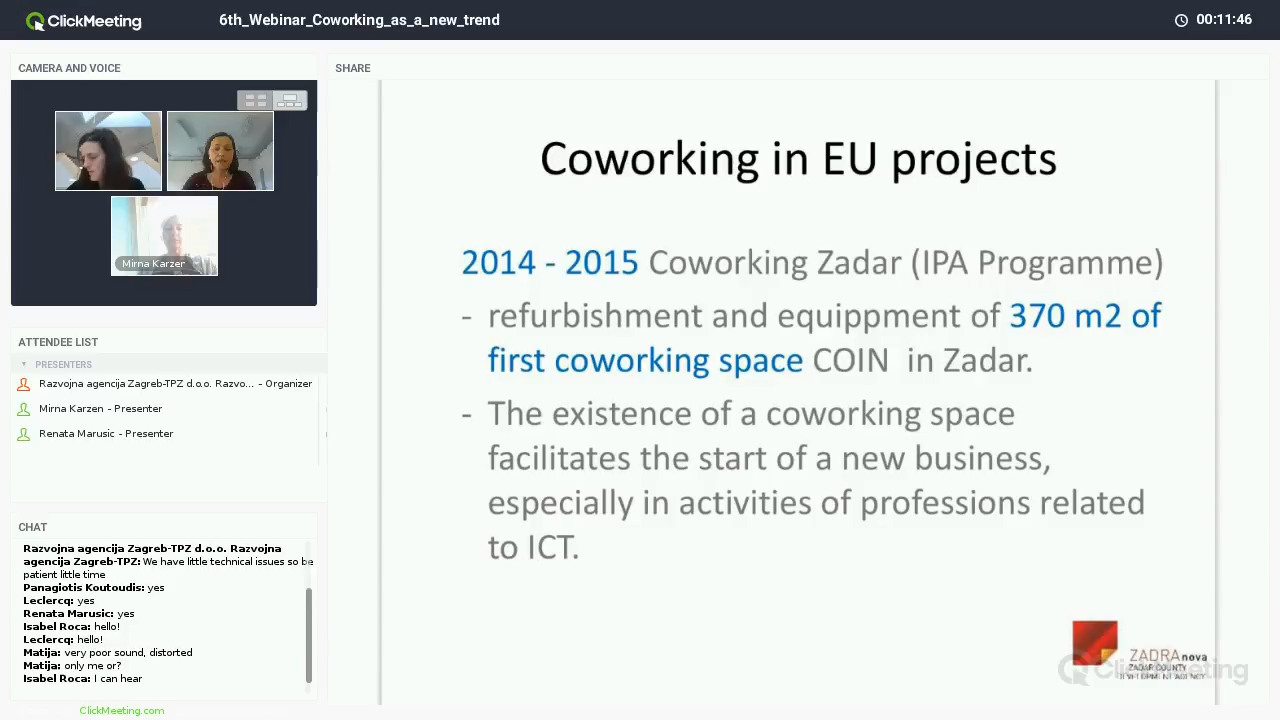 ClickMeeting
6th_Webinar_Coworking_as_a_new_trend
00:11:46
CAMERA AND VOICE
Mirna Karzen
ATTENDEE LIST
PRESENTERS
Razvojna agencija Zagreb-TPZ d.o.o. Razvo... - Organizer
Mirna Karzen - Presenter
Renata Marusic - Presenter
CHAT
Razvojna agencija Zagreb-TPZ d.o.o. Razvojna
agencija Zagreb-TPZ: We have little technical issues so be
patient little time
Panagiotis Koutoudis: yes
Leclercq: yes
Renata Marusic: yes
Isabel Roca: hello!
Leclercq: hello!
Matija: very poor sound, distorted
Matija: only me or?
Isabel Roca: I can hear
ClickMeeting.com
SHARE
Coworking in EU projects
2014 - 2015 Coworking Zadar (IPA Programme)
- refurbishment and equippment of 370 m2 of
first coworking space COIN in Zadar.
- The existence of a coworking space
facilitates the start of a new business,
especially in activities of professions related
to ICT.
ZADRA nova
ZADAR COUNTY
DEVELOPMENT AGENCY
ClickMeeting